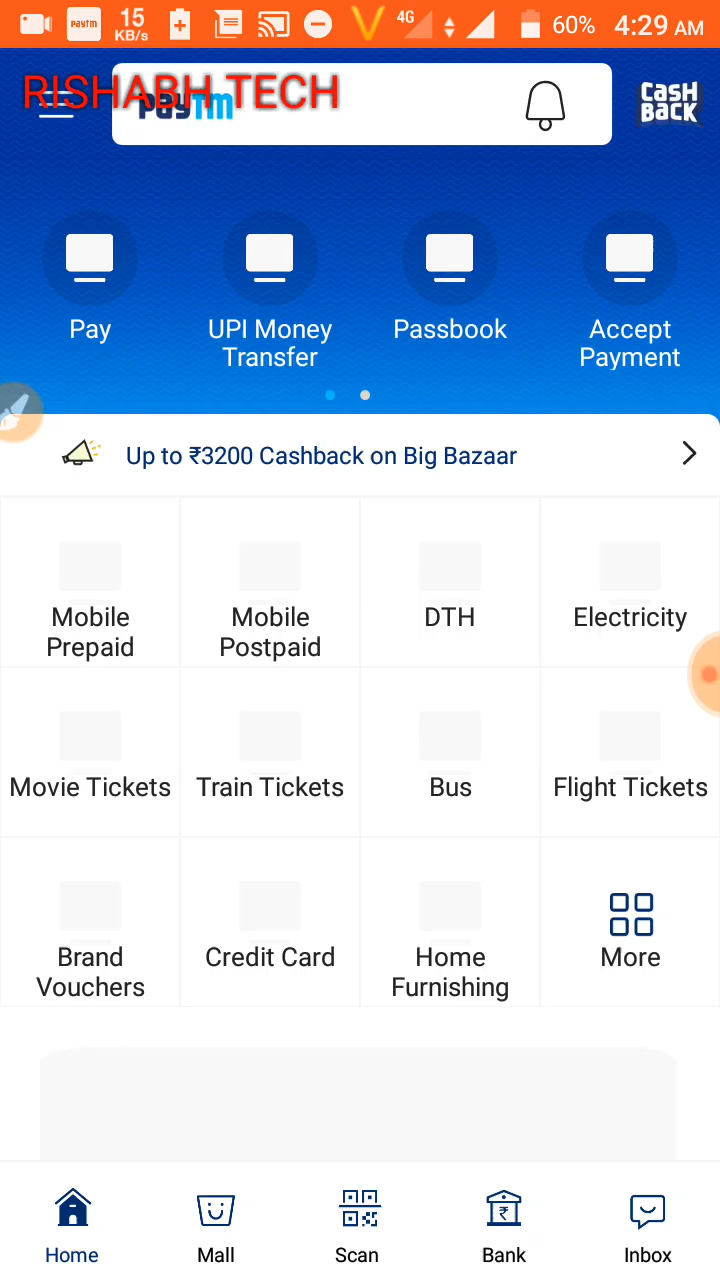 paytm
15
KB/s
4G
60%
4:29 AM
RISHABH TECH
paytm
CASH
BACK
Pay
UPI Money
Transfer
Passbook
Accept
Payment
Up to ₹3200 Cashback on Big Bazaar
Mobile
Prepaid
Mobile
Postpaid
DTH
Electricity
Movie Tickets
Train Tickets
Bus
Flight Tickets
Brand
Vouchers
Credit Card
Home
Furnishing
More
Home
Mall
Scan
Bank
Inbox